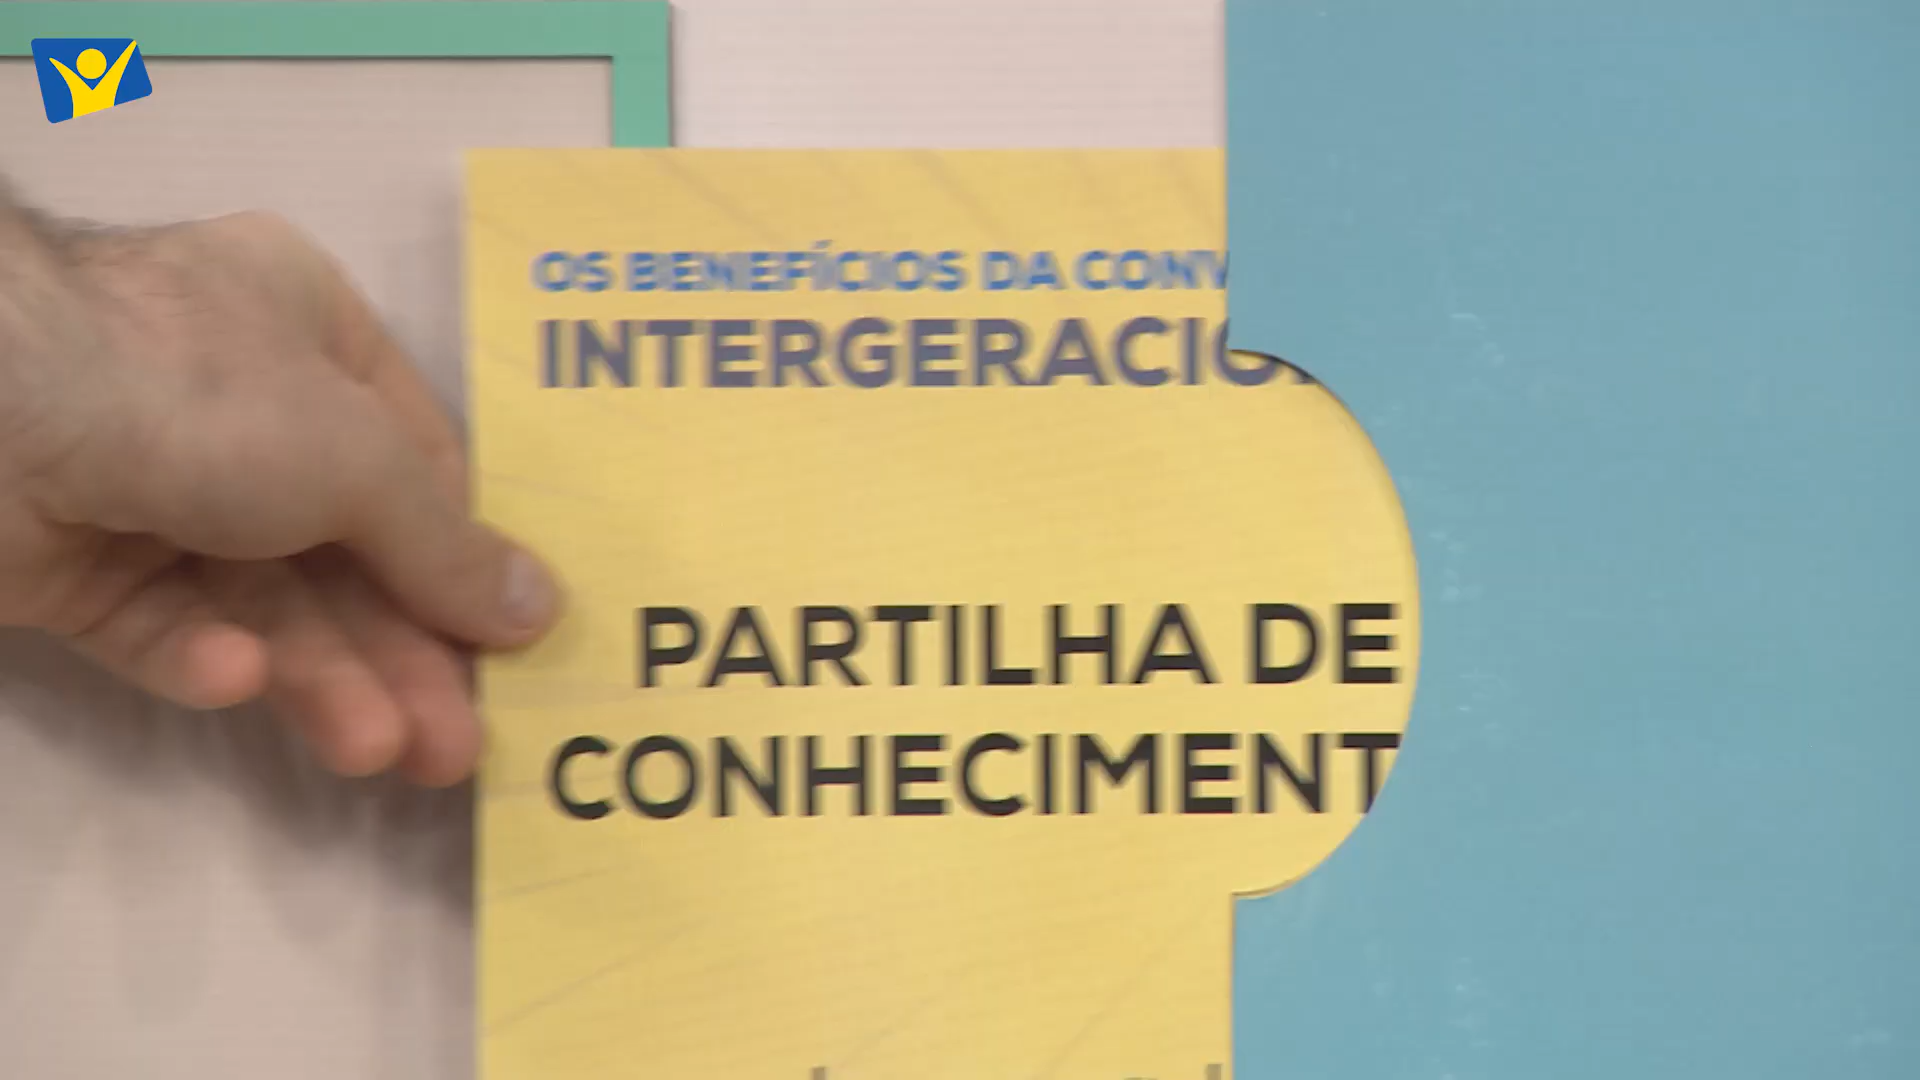 OS BENEFÍCIOS DA CONV
INTERGERACIO
PARTILHA DE
CONHECIMENT